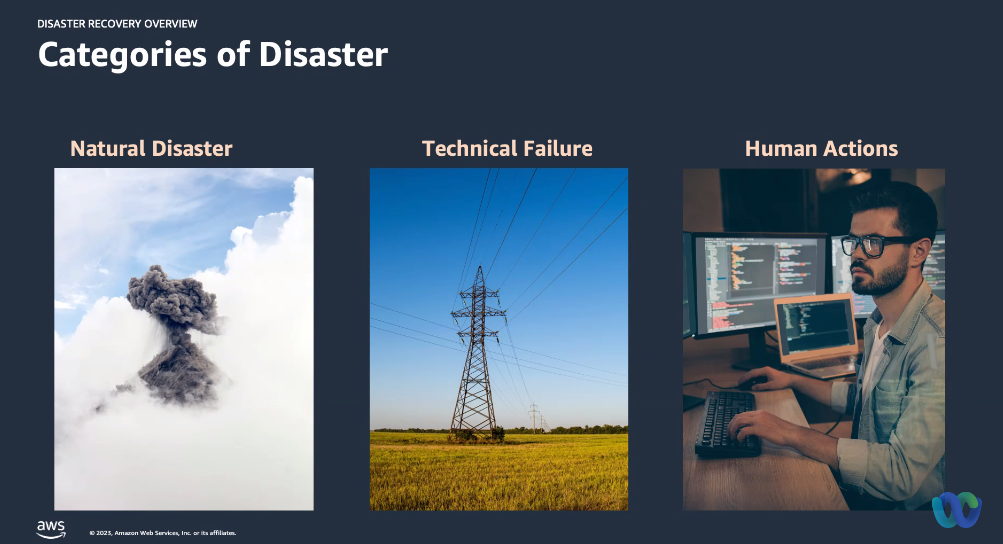 DISASTER RECOVERY OVERVIEW
Categories of Disaster
Natural Disaster
Technical Failure
Human Actions
aws
© 2023, Amazon Web Services, Inc. or its affiliates.